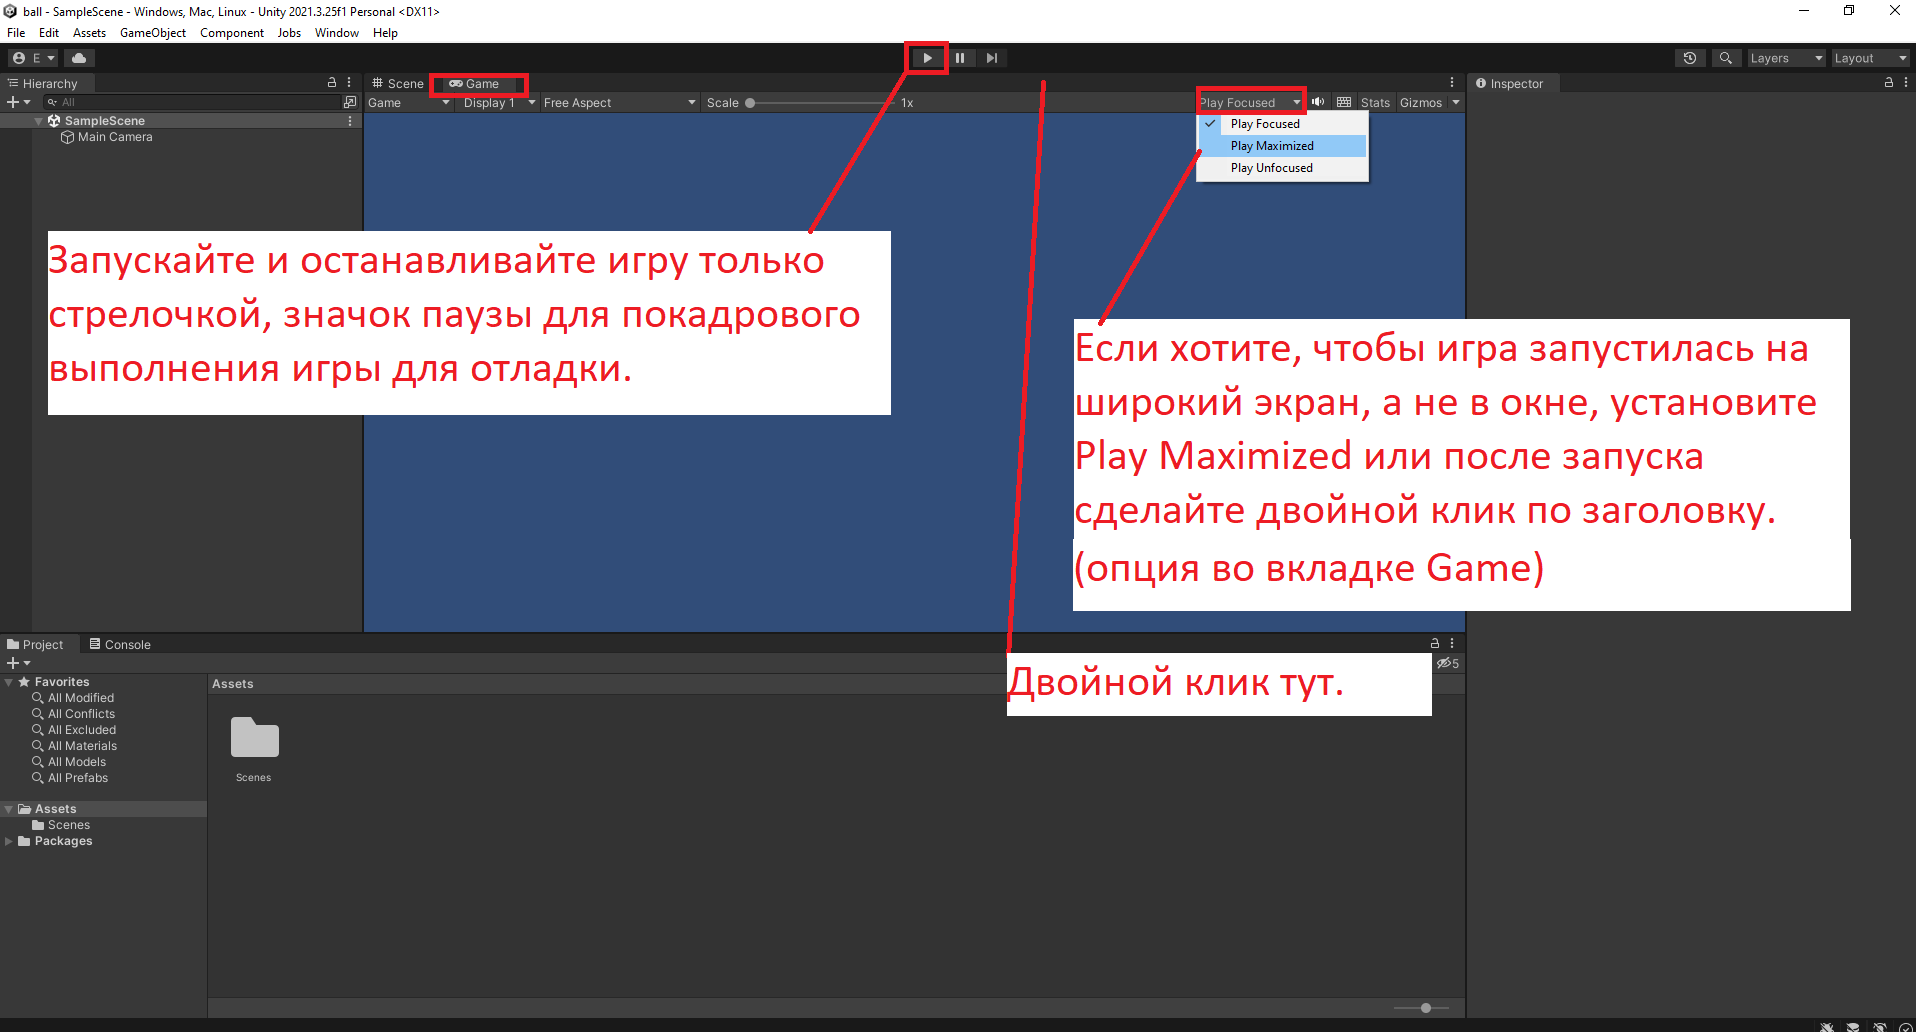 ball - SampleScene - Windows, Mac, Linux - Unity 2021.3.25f1 Personal <DX11>
File Edit Assets GameObject Component Jobs Window Help
E
Layers Layout
Hierarchy
Scene Game
Inspector
All
Game Display 1 Free Aspect Scale 1x Play Focused Stats Gizmos
SampleScene
Main Camera
Play Focused
Play Maximized
Play Unfocused
Запускайте и останавливайте игру только
стрелочкой, значок паузы для покадрового
выполнения игры для отладки.
Если хотите, чтобы игра запустилась на
широкий экран, а не в окне, установите
Play Maximized или после запуска
сделайте двойной клик по заголовку.
(опция во вкладке Game)
Двойной клик тут.
Project Console
5
Favorites
All Modified
All Conflicts
All Excluded
All Materials
All Models
All Prefabs
Assets
Scenes
Packages
Assets
Scenes